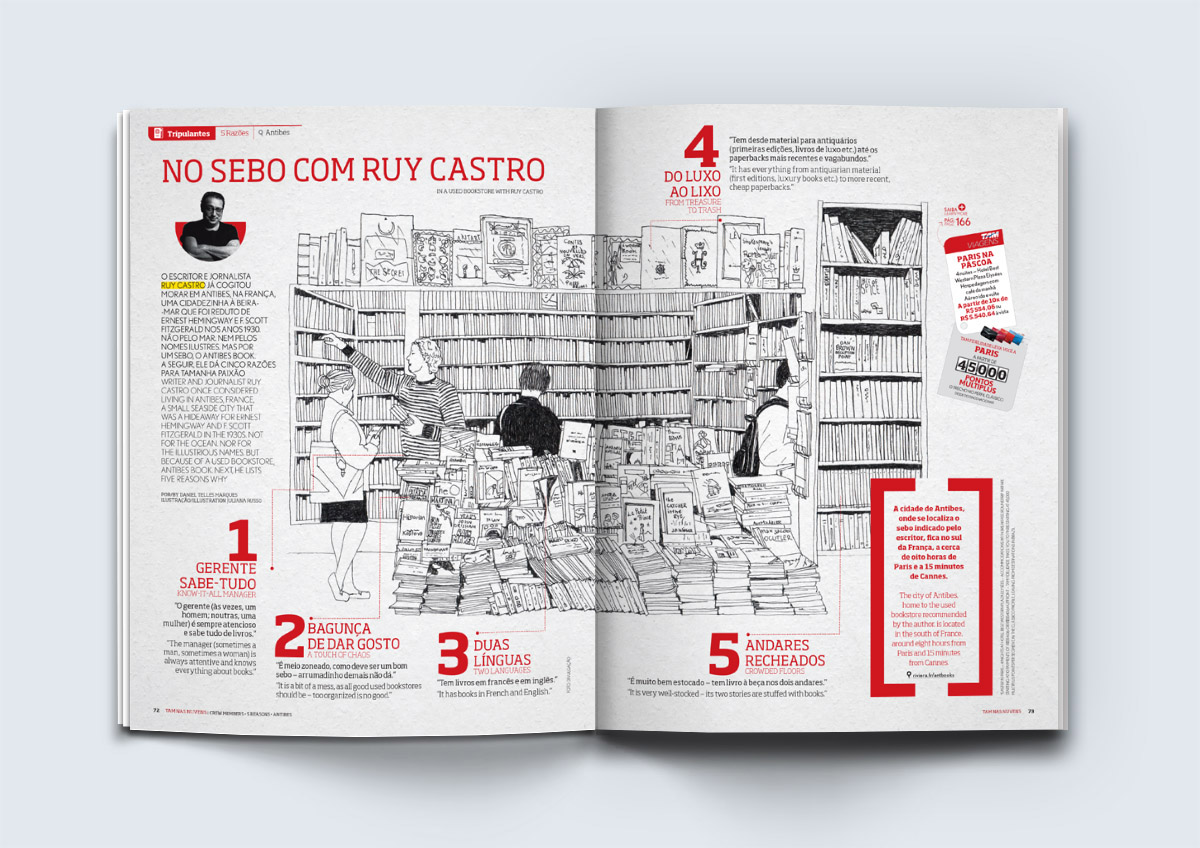 Tripulantes 5 Razões Antibes
NO SEBO COM RUY CASTRO
IN A USED BOOKSTORE WITH RUY CASTRO
O ESCRITOR E JORNALISTA
RUY CASTRO JÁ COGITOU
MORAR EM ANTIBES, NA FRANÇA,
UMA CIDADEZINHA À BEIRA-
-MAR QUE FOI REDUTO DE
ERNEST HEMINGWAY E F. SCOTT
FITZGERALD NOS ANOS 1930.
NÃO PELO MAR. NEM PELOS
NOMES ILUSTRES. MAS POR
UM SEBO, O ANTIBES BOOK.
A SEGUIR, ELE DÁ CINCO RAZÕES
PARA TAMANHA PAIXÃO
WRITER AND JOURNALIST RUY
CASTRO ONCE CONSIDERED
LIVING IN ANTIBES, FRANCE,
A SMALL SEASIDE CITY THAT
WAS A HIDEAWAY FOR ERNEST
HEMINGWAY AND F. SCOTT
FITZGERALD IN THE 1930S. NOT
FOR THE OCEAN. NOR FOR
THE ILLUSTRIOUS NAMES. BUT
BECAUSE OF A USED BOOKSTORE,
ANTIBES BOOK. NEXT, HE LISTS
FIVE REASONS WHY
POR/BY DANIEL TELLES MARQUES
ILUSTRAÇÃO/ILLUSTRATION JULIANA RUSSO
1
GERENTE
SABE-TUDO
KNOW-IT-ALL MANAGER
"O gerente (às vezes, um
homem; noutras, uma
mulher) é sempre atencioso
e sabe tudo de livros."
"The manager (sometimes a
man, sometimes a woman) is
always attentive and knows
everything about books."
2 BAGUNÇA
DE DAR GOSTO
A TOUCH OF CHAOS
"É meio zoneado, como deve ser um bom
sebo – arrumadinho demais não dá."
"It is a bit of a mess, as all good used bookstores
should be – too organized is no good."
3 DUAS
LÍNGUAS
TWO LANGUAGES
"Tem livros em francês e em inglês."
"It has books in French and English."
FOTO: DIVULGAÇÃO
72 TAM NAS NUVENS • CREW MEMBERS • 5 REASONS • ANTIBES
4
DO LUXO
AO LIXO
FROM TREASURE
TO TRASH
"Tem desde material para antiquários
(primeiras edições, livros de luxo etc.) até os
paperbacks mais recentes e vagabundos."
"It has everything from antiquarian material
(first editions, luxury books etc.) to more recent,
cheap paperbacks."
THE SECRET
DAN
BROWN
5 ANDARES
RECHEADOS
CROWDED FLOORS
"É muito bem estocado – tem livro à beça nos dois andares."
"It is very well-stocked – its two stories are stuffed with books."
SAIBA
166
TAM
VIAGENS
PARIS NA
PÁSCOA
A partir de 10x de
R$ 554,06 ou
R$ 5.540,64 à vista
PARIS
A PARTIR DE
45000
PONTOS
MULTIPLUS
A cidade de Antibes,
onde se localiza o
sebo indicado pelo
escritor, fica no sul
da França, a cerca
de oito horas de
Paris e a 15 minutos
de Cannes.
The city of Antibes,
home to the used
bookstore recommended
by the author, is located
in the south of France,
around eight hours from
Paris and 15 minutes
from Cannes.
riviera.fr/antbooks
TAM NAS NUVENS 73